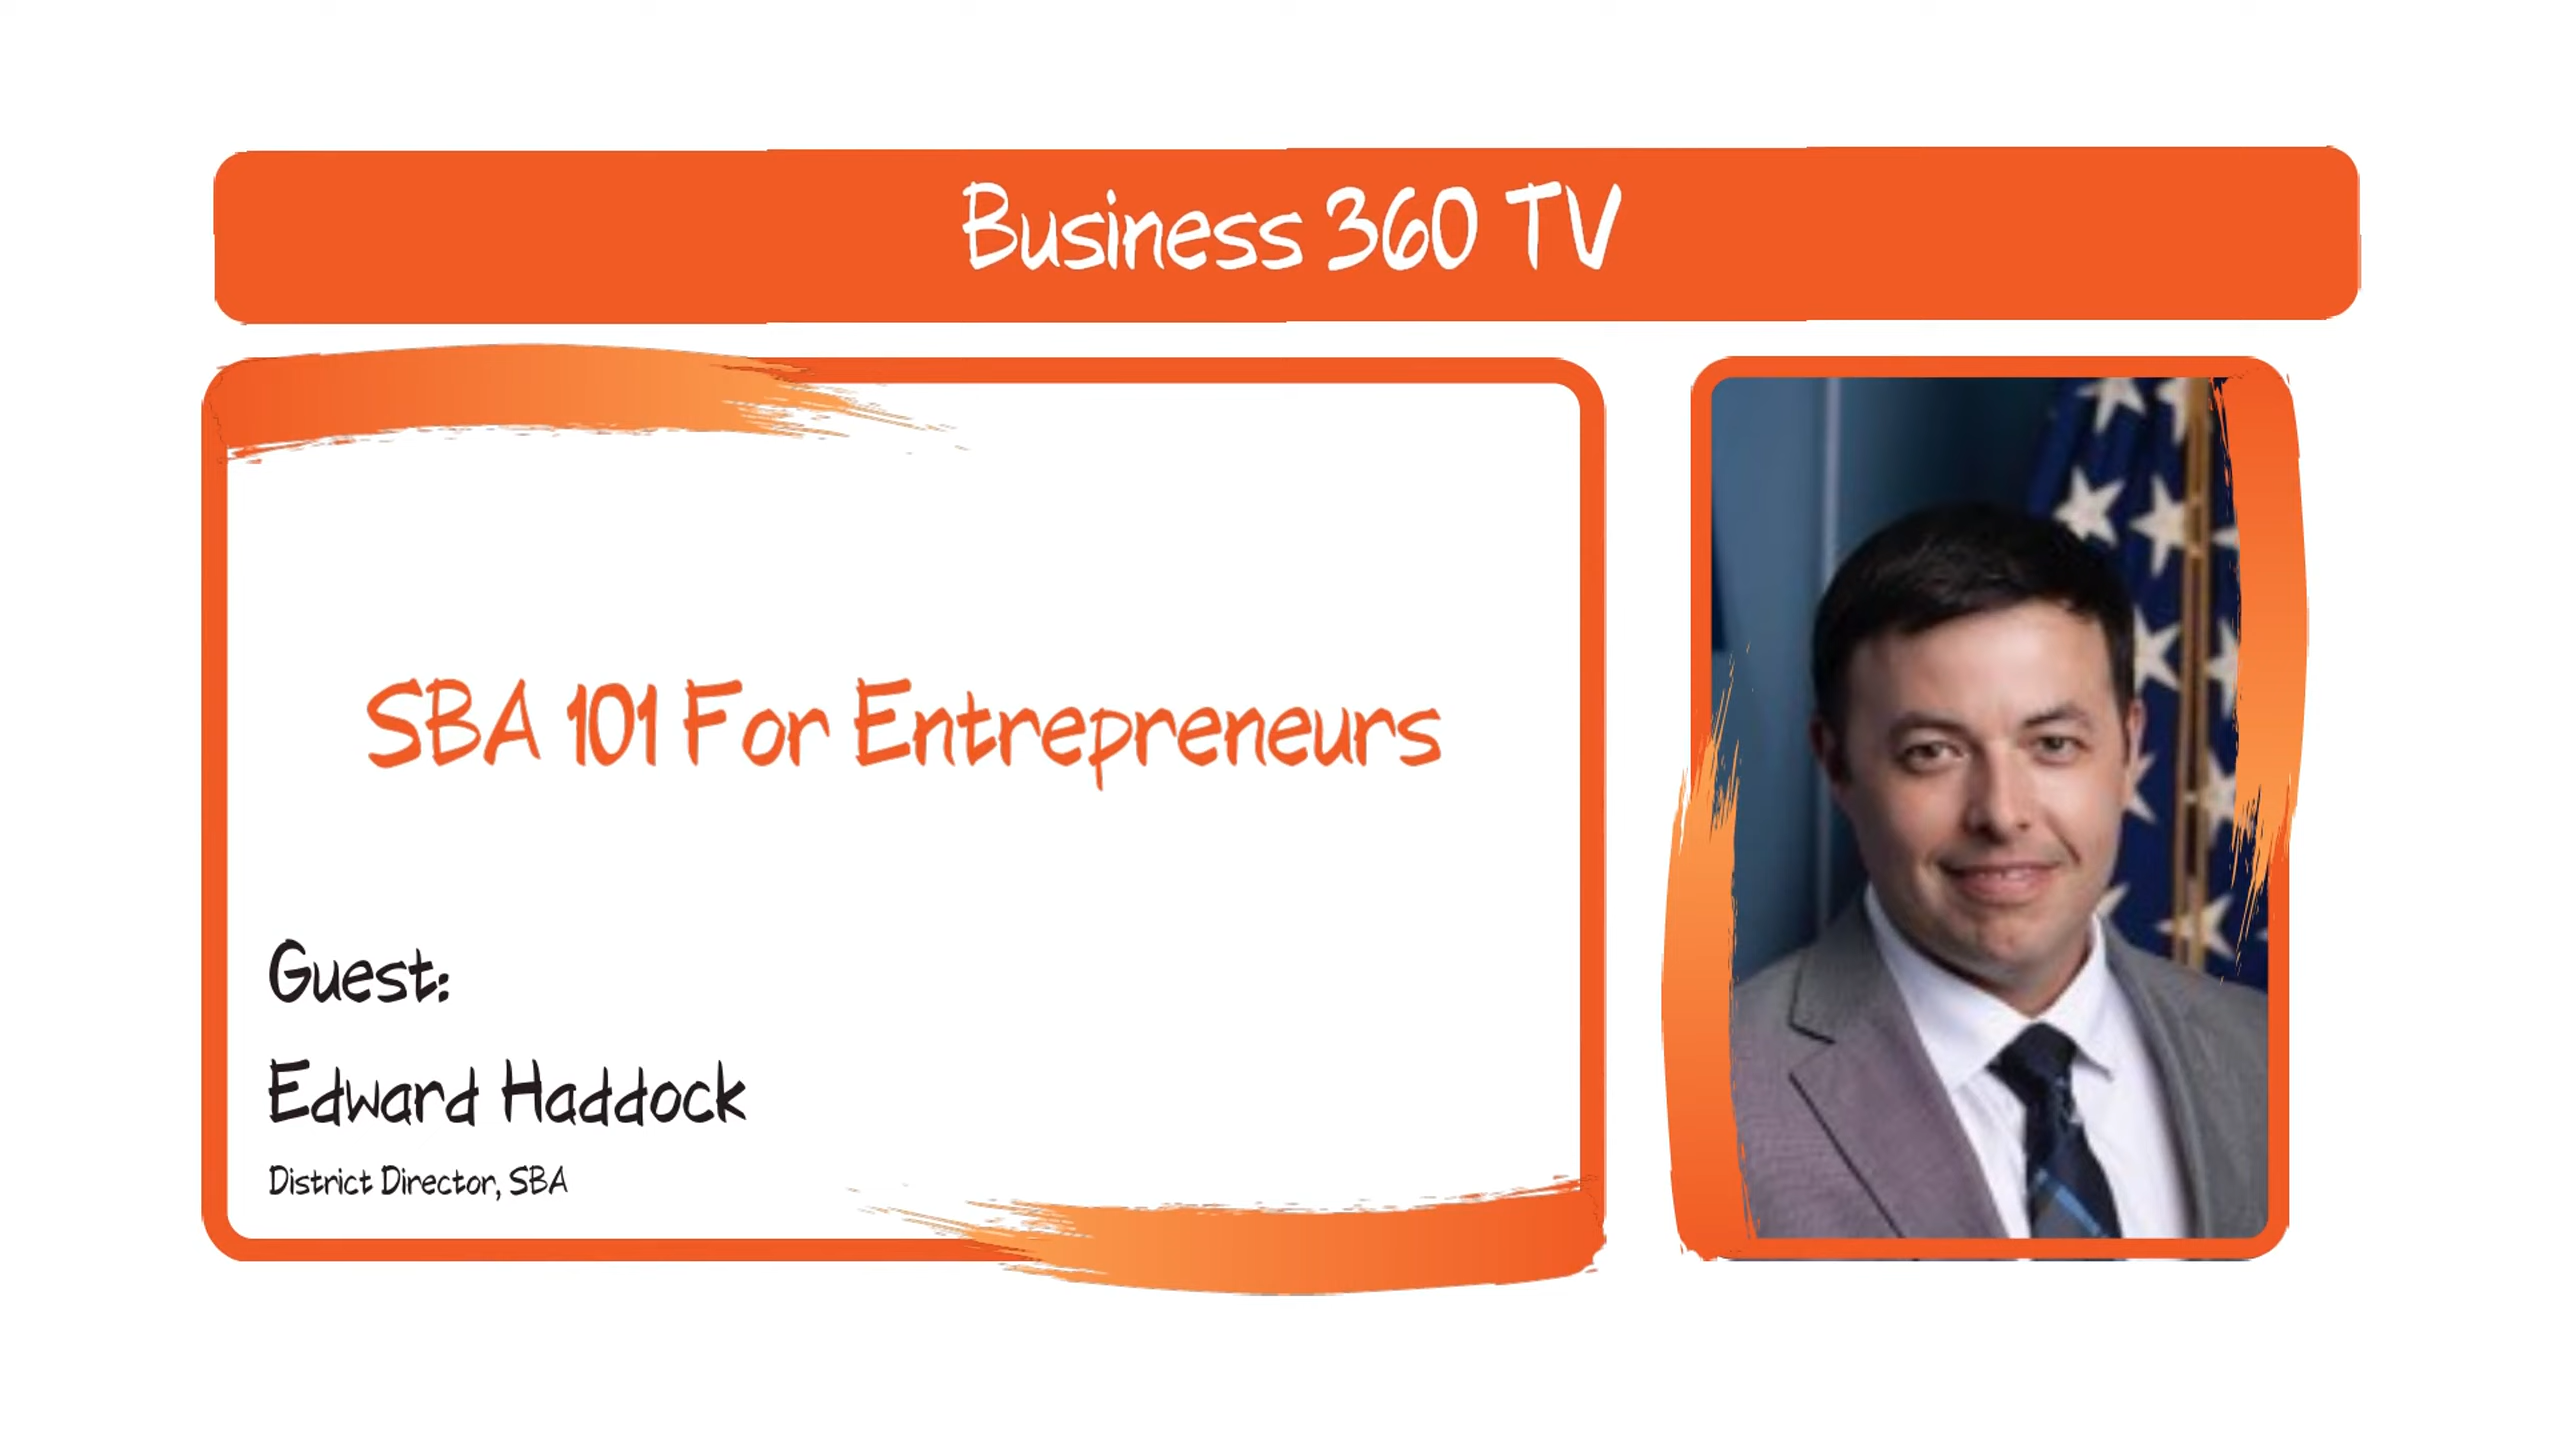 Business 360 TV
SBA 101 For Entrepreneurs
Guest:
Edward Haddock
District Director, SBA